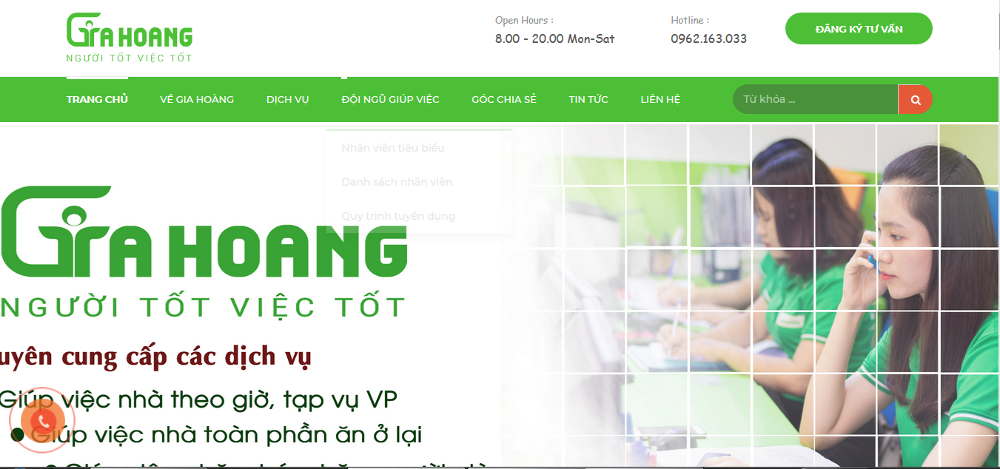 GIA HOANG
NGƯỜI TỐT VIỆC TỐT
Open Hours :
8.00 - 20.00 Mon-Sat
Hotline :
0962.163.033
ĐĂNG KÝ TƯ VẤN
TRANG CHỦ
VỀ GIA HOÀNG
DỊCH VỤ
ĐỘI NGŨ GIÚP VIỆC
GÓC CHIA SẺ
TIN TỨC
LIÊN HỆ
Từ khóa ...
Nhân viên tiêu biểu
Danh sách nhân viên
Quy trình tuyển dụng
GIA HOANG
NGƯỜI TỐT VIỆC TỐT
cung cấp các dịch vụ
Giúp việc nhà theo giờ, tạp vụ VP
Giúp việc nhà toàn phần ăn ở lại